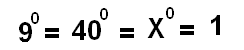 9⁰ = 40⁰ = X⁰ = 1